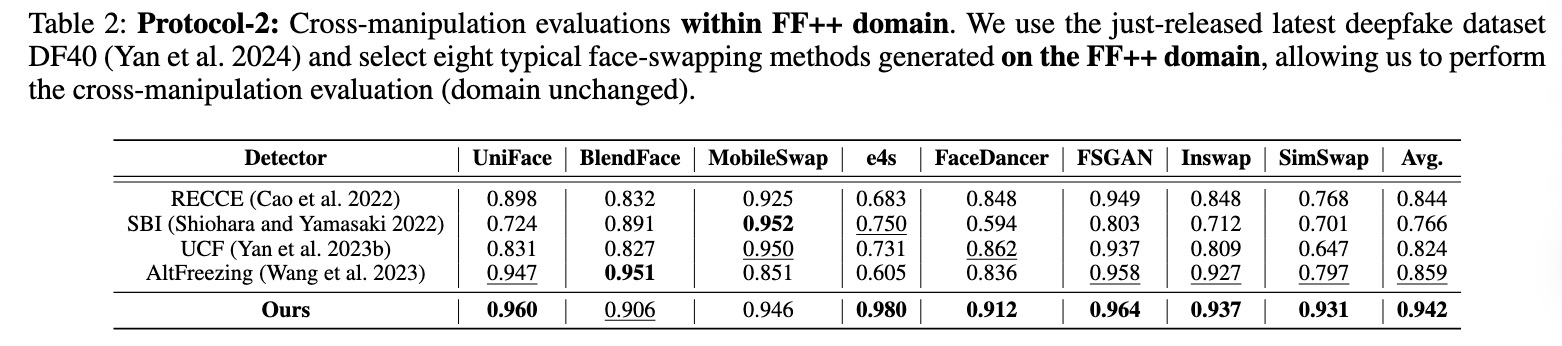 Table 2: Protocol-2: Cross-manipulation evaluations within FF++ domain. We use the just-released latest deepfake dataset
DF40 (Yan et al. 2024) and select eight typical face-swapping methods generated on the FF++ domain, allowing us to perform
the cross-manipulation evaluation (domain unchanged).
Detector UniFace BlendFace MobileSwap e4s FaceDancer FSGAN Inswap SimSwap Avg.
RECCE (Cao et al. 2022) 0.898 0.832 0.925 0.683 0.848 0.949 0.848 0.768 0.844
SBI (Shiohara and Yamasaki 2022) 0.724 0.891 0.952 0.750 0.594 0.803 0.712 0.701 0.766
UCF (Yan et al. 2023b) 0.831 0.827 0.950 0.731 0.862 0.937 0.809 0.647 0.824
AltFreezing (Wang et al. 2023) 0.947 0.951 0.851 0.605 0.836 0.958 0.927 0.797 0.859
Ours 0.960 0.906 0.946 0.980 0.912 0.964 0.937 0.931 0.942